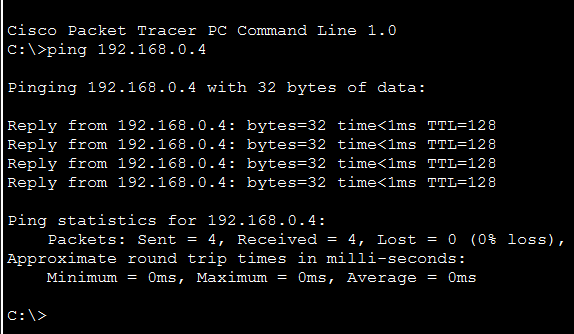 Cisco Packet Tracer PC Command Line 1.0
C:\>ping 192.168.0.4
Pinging 192.168.0.4 with 32 bytes of data:
Reply from 192.168.0.4: bytes=32 time<1ms TTL=128
Reply from 192.168.0.4: bytes=32 time<1ms TTL=128
Reply from 192.168.0.4: bytes=32 time<1ms TTL=128
Reply from 192.168.0.4: bytes=32 time<1ms TTL=128
Ping statistics for 192.168.0.4:
    Packets: Sent = 4, Received = 4, Lost = 0 (0% loss),
Approximate round trip times in milli-seconds:
    Minimum = 0ms, Maximum = 0ms, Average = 0ms
C:\>